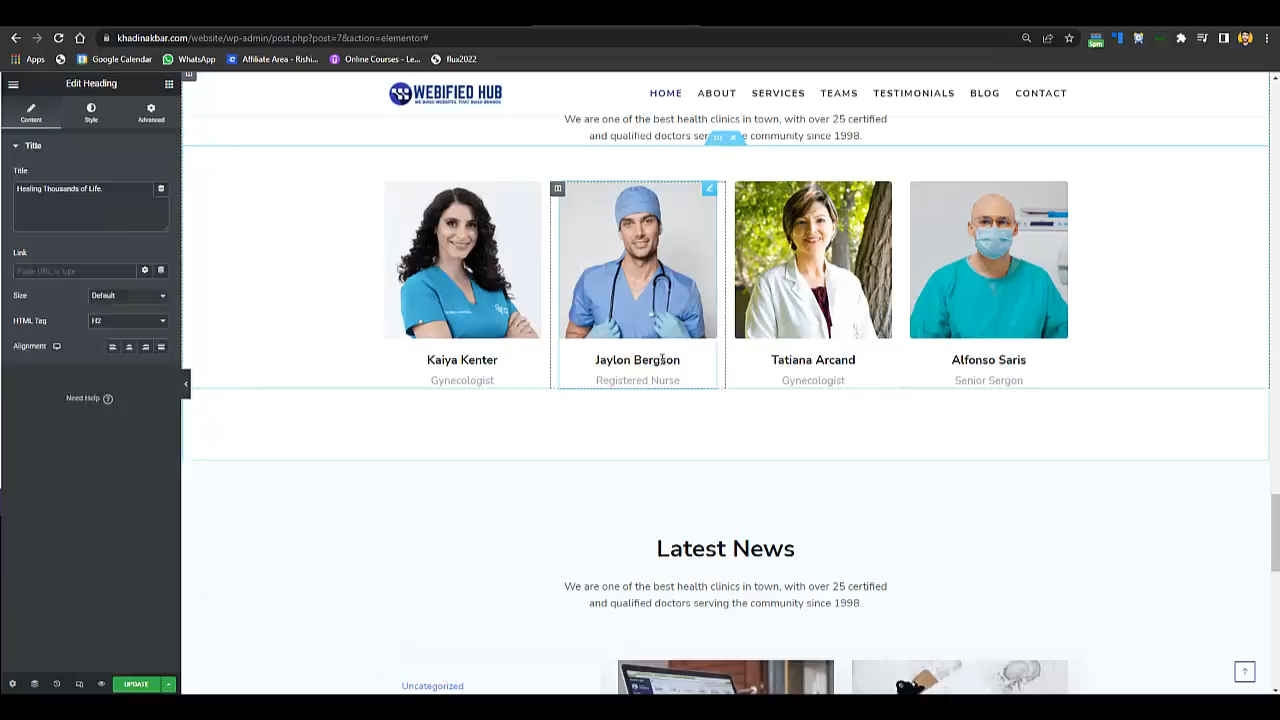 khadinakbar.com/website/wp-admin/post.php?post=7&action=elementor#
5pm
Apps
Google Calendar
WhatsApp
Affiliate Area - Rishi...
Online Courses - Le...
flux2022
Edit Heading
Content
Style
Advanced
Title
Title
Healing Thousands of Life.
Link
Paste URL or type
Size
Default
HTML Tag
H2
Alignment
Need Help
UPDATE
WEBIFIED HUB
WE BUILD WEBSITES, THAT BUILD BRANDS
HOME
ABOUT
SERVICES
TEAMS
TESTIMONIALS
BLOG
CONTACT
We are one of the best health clinics in town, with over 25 certified
and qualified doctors serving the community since 1998.
Kaiya Kenter
Gynecologist
Jaylon Bergson
Registered Nurse
Tatiana Arcand
Gynecologist
Alfonso Saris
Senior Sergon
Latest News
We are one of the best health clinics in town, with over 25 certified
and qualified doctors serving the community since 1998.
Uncategorized